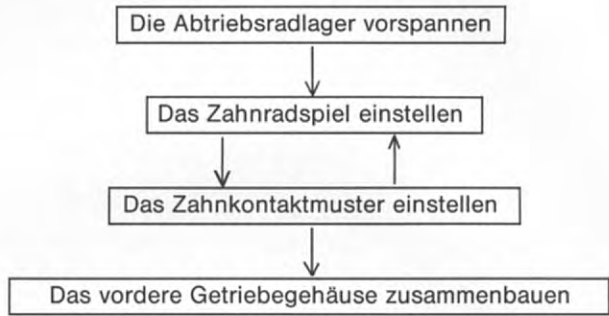 Die Abtriebsradlager vorspannen
Das Zahnradspiel einstellen
Das Zahnkontaktmuster einstellen
Das vordere Getriebegehäuse zusammenbauen